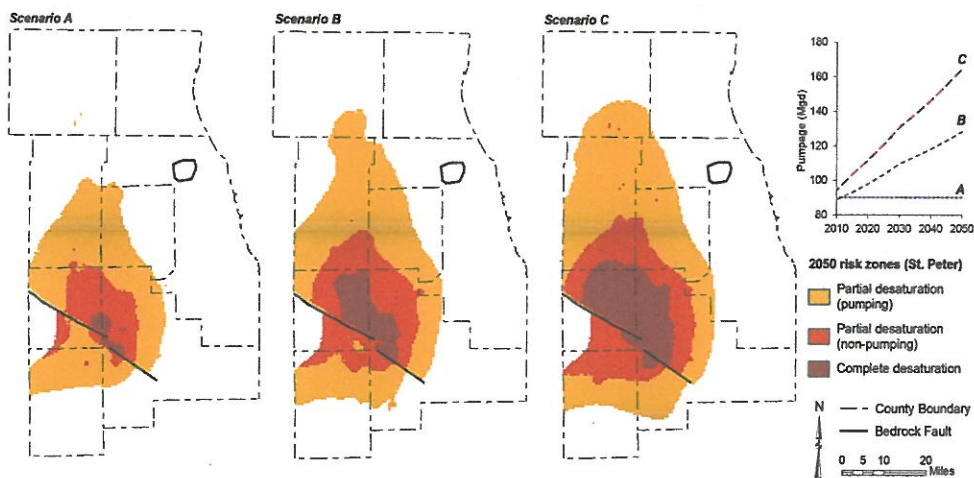 Scenario A
Scenario B
Scenario C
180
160
140
120
100
80
Pumpage (Mgd)
2010 2020 2030 2040 2050
C
B
A
2050 risk zones (St. Peter)
Partial desaturation
(pumping)
Partial desaturation
(non-pumping)
Complete desaturation
N
County Boundary
Bedrock Fault
0 5 10 20
Miles